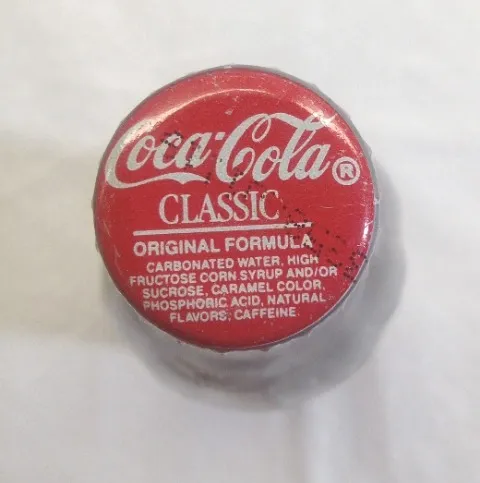 Coca-Cola ®
CLASSIC
ORIGINAL FORMULA
CARBONATED WATER, HIGH
FRUCTOSE CORN SYRUP AND/OR
SUCROSE, CARAMEL COLOR,
PHOSPHORIC ACID, NATURAL
FLAVORS, CAFFEINE.